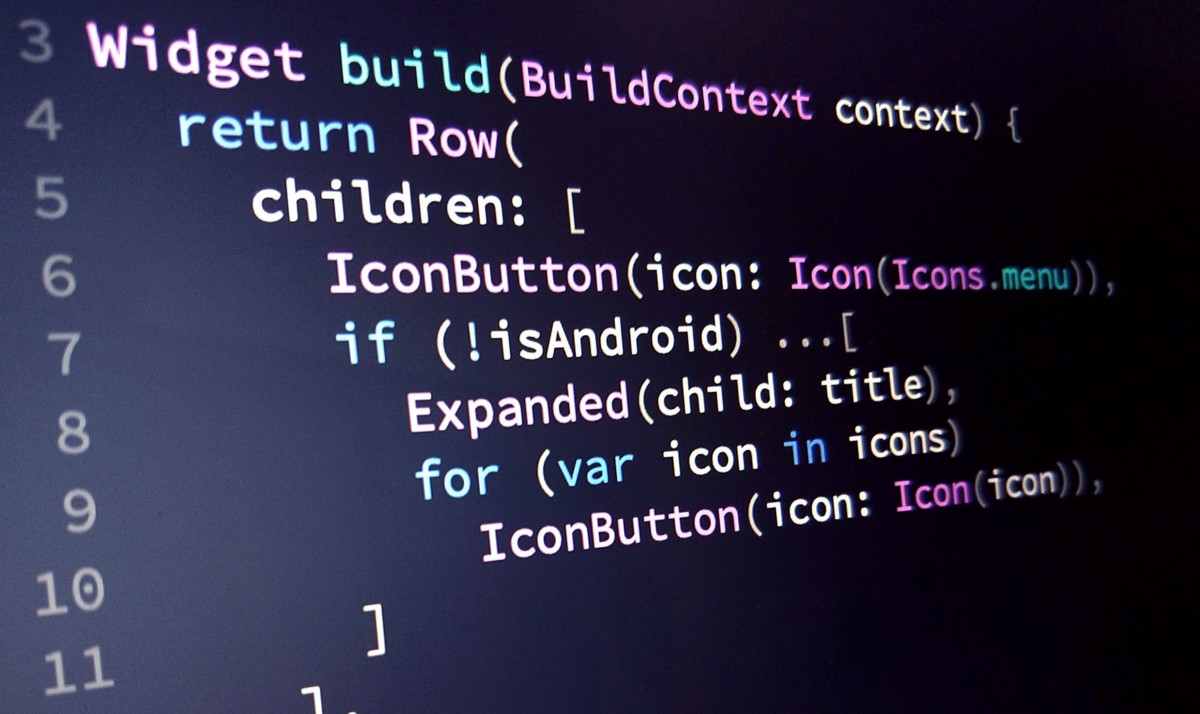 3 Widget build(BuildContext context) {
4 return Row(
5 children: [
6 IconButton(icon: Icon(Icons.menu)),
7 if (!isAndroid) ...[
8 Expanded(child: title),
9 for (var icon in icons)
10 IconButton(icon: Icon(icon)),
11 ]
],